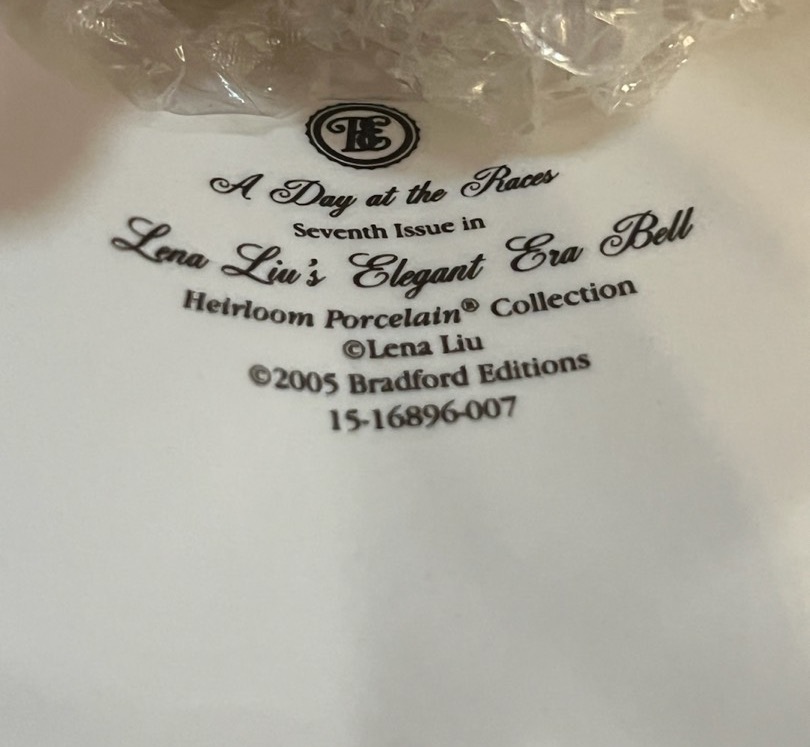 BE
A Day at the Races
Seventh Issue in
Lena Liu's Elegant Era Bell
Heirloom Porcelain® Collection
©Lena Liu
©2005 Bradford Editions
15-16896-007